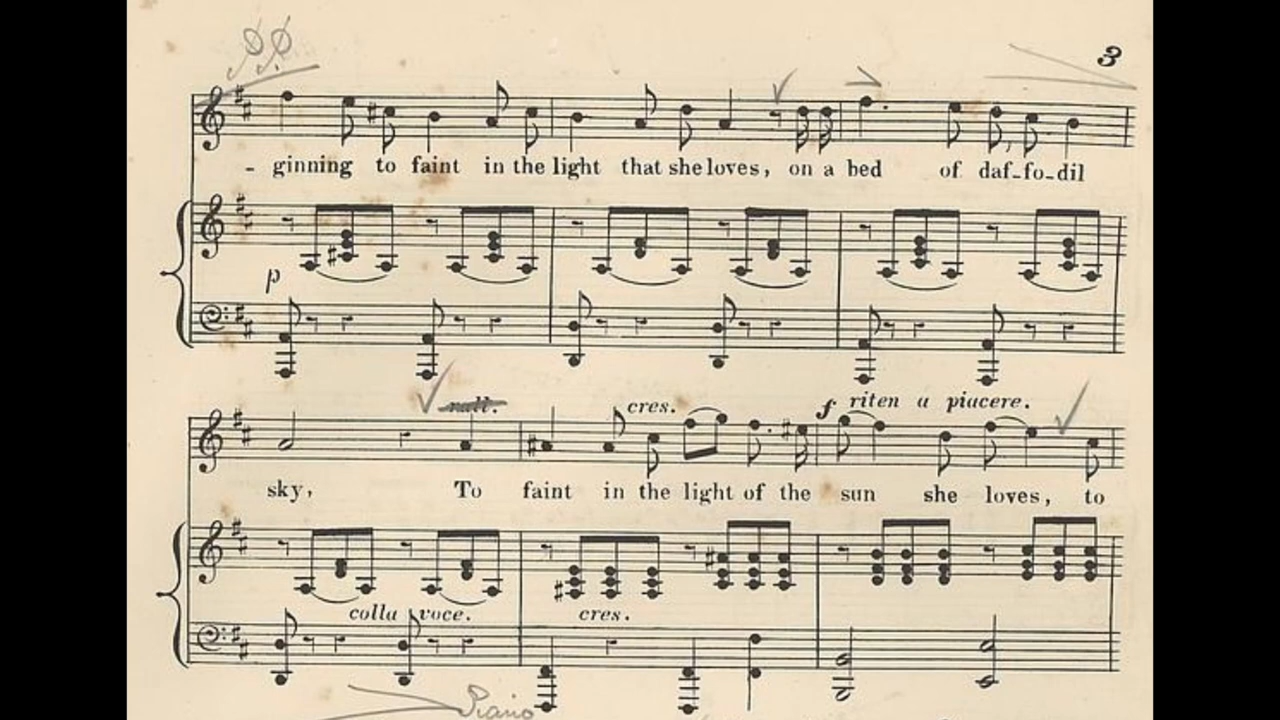 3
- ginning to faint in the light that she loves, on a bed of daf-fo-dil
p
rall. cres. f riten a piacere.
sky, To faint in the light of the sun she loves, to
colla voce. cres.
Piano